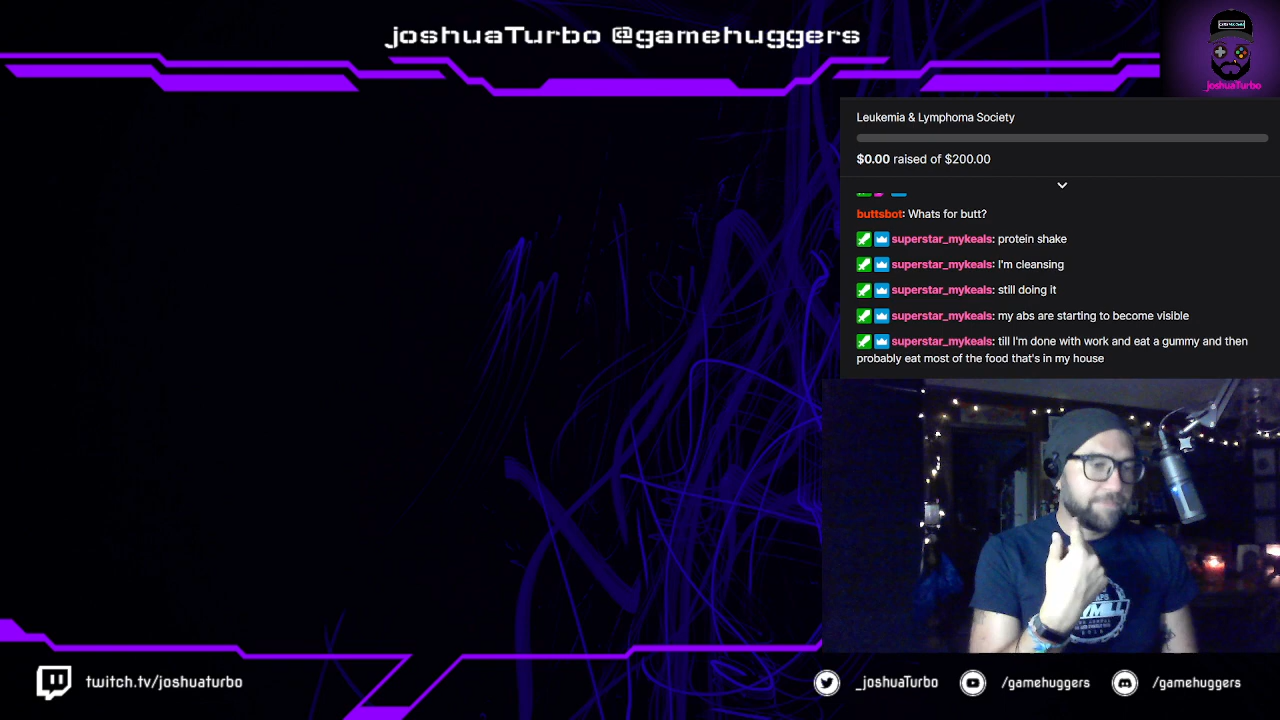 joshuaTurbo @gamehuggers
_joshuaTurbo
Leukemia & Lymphoma Society
$0.00 raised of $200.00
buttsbot: Whats for butt?
superstar_mykeals: protein shake
superstar_mykeals: I'm cleansing
superstar_mykeals: still doing it
superstar_mykeals: my abs are starting to become visible
superstar_mykeals: till I'm done with work and eat a gummy and then
probably eat most of the food that's in my house
twitch.tv/joshuaturbo
_joshuaTurbo
/gamehuggers
/gamehuggers